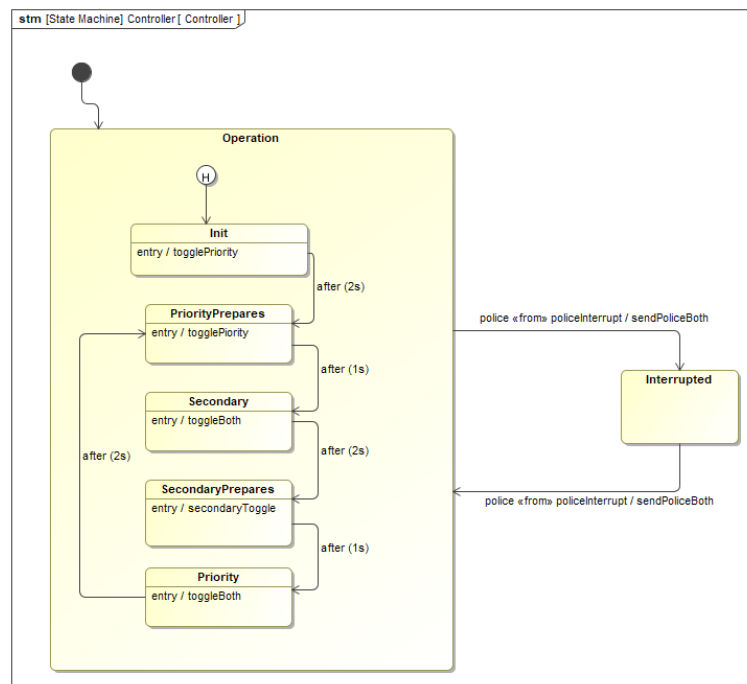 stm [State Machine] Controller [ Controller ]
Operation
H
Init
entry / togglePriority
after (2s)
PriorityPrepares
entry / togglePiority
after (1s)
police «from» policeInterrupt / sendPoliceBoth
Interrupted
Secondary
entry / toggleBoth
after (2s)
after (2s)
SecondaryPrepares
entry / secondaryToggle
police «from» policeInterrupt / sendPoliceBoth
after (1s)
Priority
entry / toggleBoth